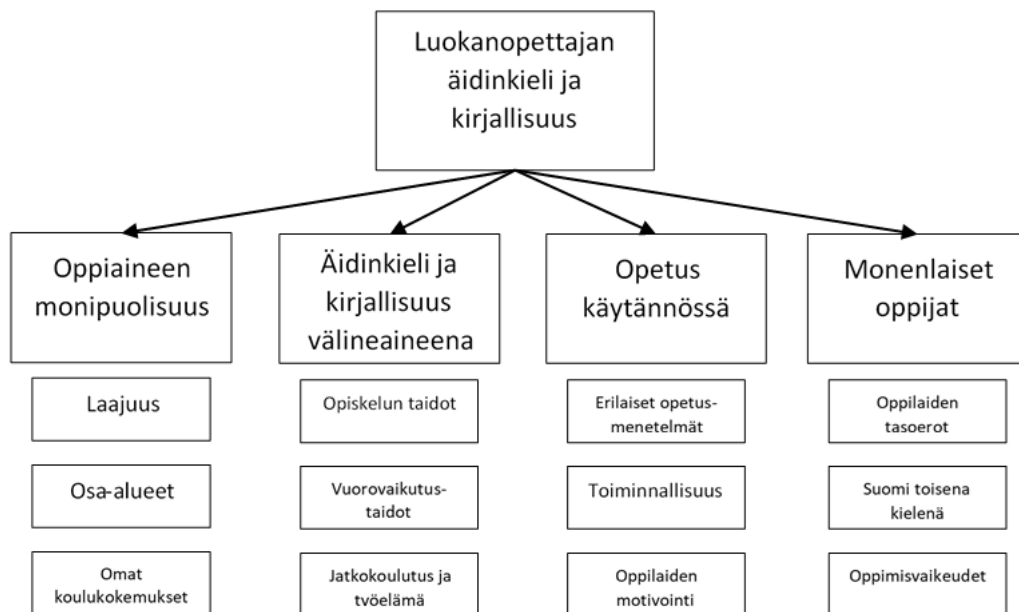 Luokanopettajan
äidinkieli ja
kirjallisuus
Oppiaineen
monipuolisuus
Laajuus
Osa-alueet
Omat
koulukokemukset
Äidinkieli ja
kirjallisuus
välineaineena
Opiskelun taidot
Vuorovaikutus-
taidot
Jatkokoulutus ja
työelämä
Opetus
käytännössä
Erilaiset opetus-
menetelmät
Toiminnallisuus
Oppilaiden
motivointi
Monenlaiset
oppijat
Oppilaiden
tasoerot
Suomi toisena
kielenä
Oppimisvaikeudet